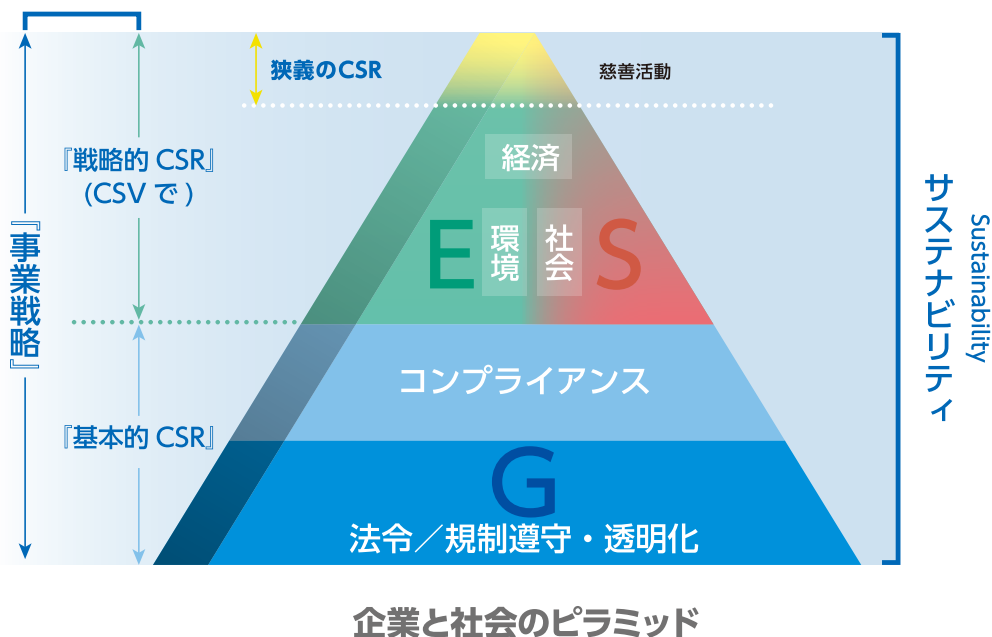 狭義のCSR
慈善活動
『戦略的 CSR』
(CSV で )
『事業戦略』
『基本的 CSR』
経済
E
環境
社会
S
コンプライアンス
G
法令／規制遵守・透明化
サステナビリティ
Sustainability
企業と社会のピラミッド